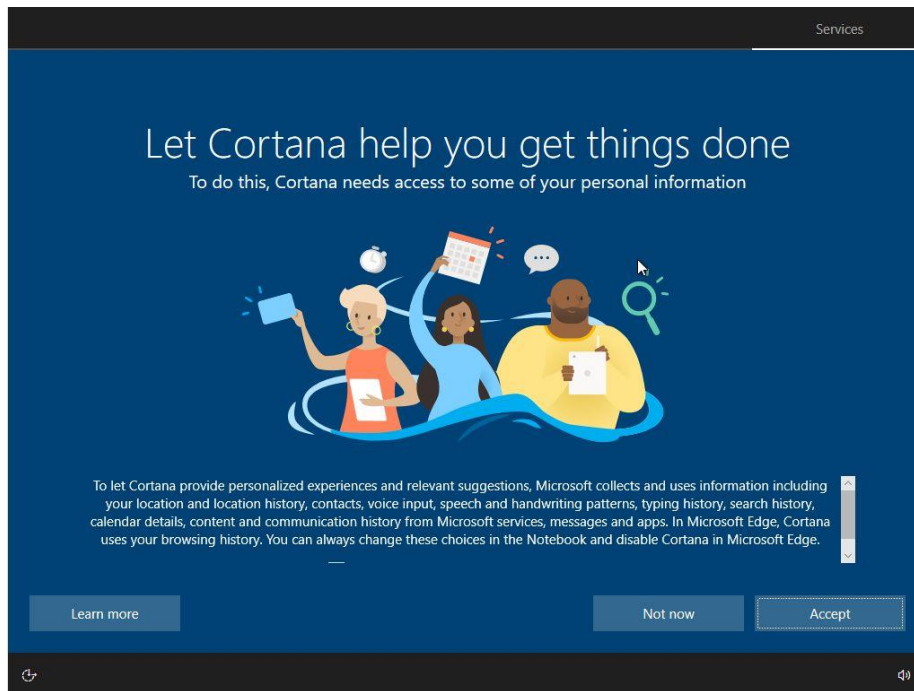 Services
Let Cortana help you get things done
To do this, Cortana needs access to some of your personal information
To let Cortana provide personalized experiences and relevant suggestions, Microsoft collects and uses information including
your location and location history, contacts, voice input, speech and handwriting patterns, typing history, search history,
calendar details, content and communication history from Microsoft services, messages and apps. In Microsoft Edge, Cortana
uses your browsing history. You can always change these choices in the Notebook and disable Cortana in Microsoft Edge.
Learn more
Not now
Accept